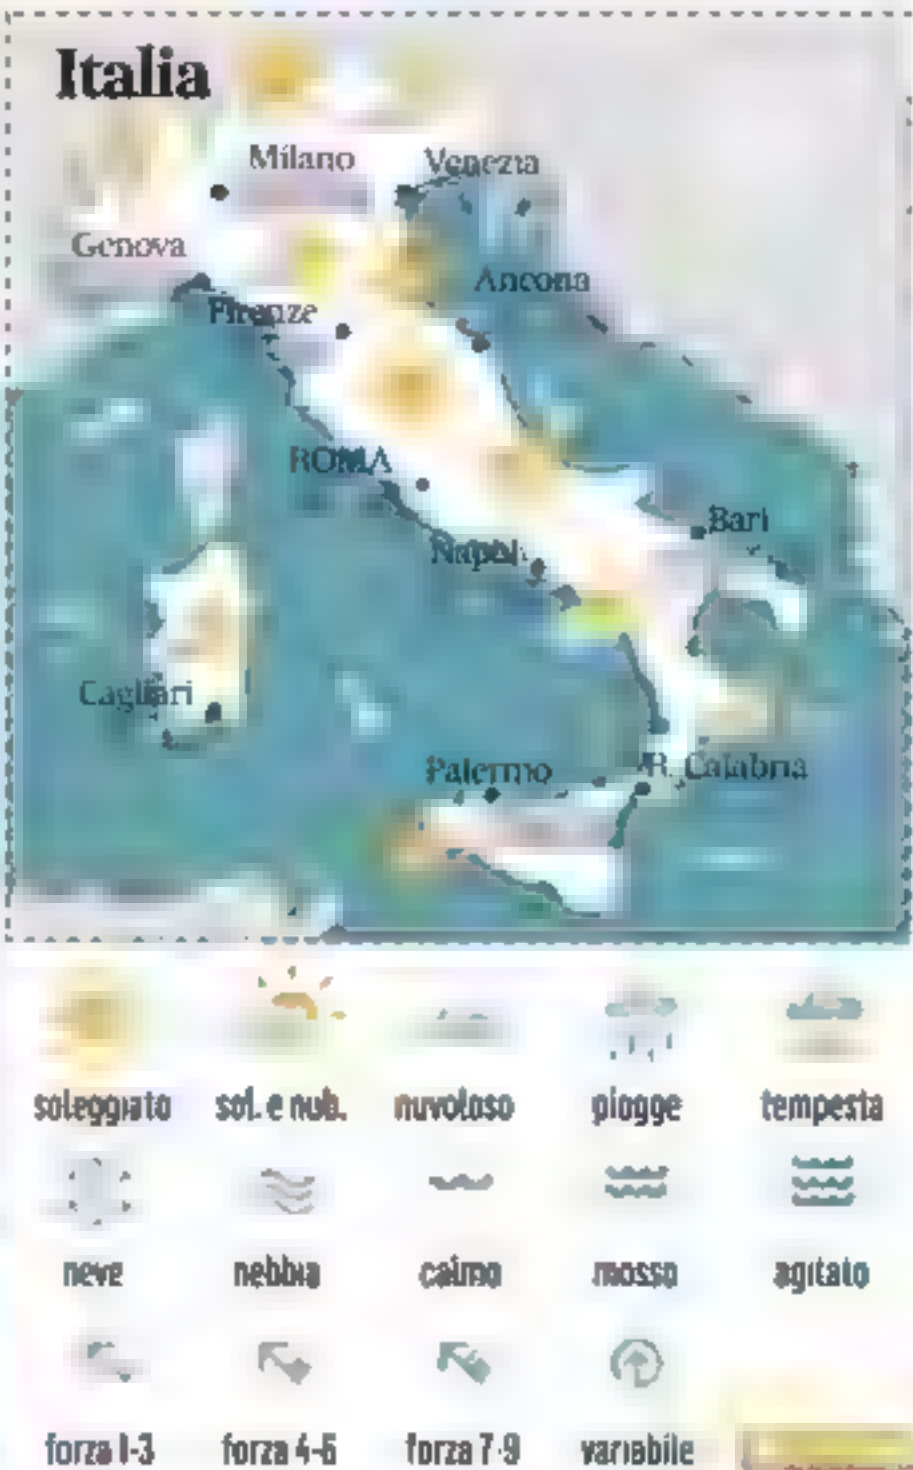 Italia
Milano
Venezia
Genova
Ancona
Firenze
ROMA
Bari
Napoli
Cagliari
Palermo
R. Calabria
soleggiato
sol. e nub.
nuvoloso
piogge
tempesta
neve
nebbia
calmo
mosso
agitato
forza 1-3
forza 4-6
forza 7-9
variabile